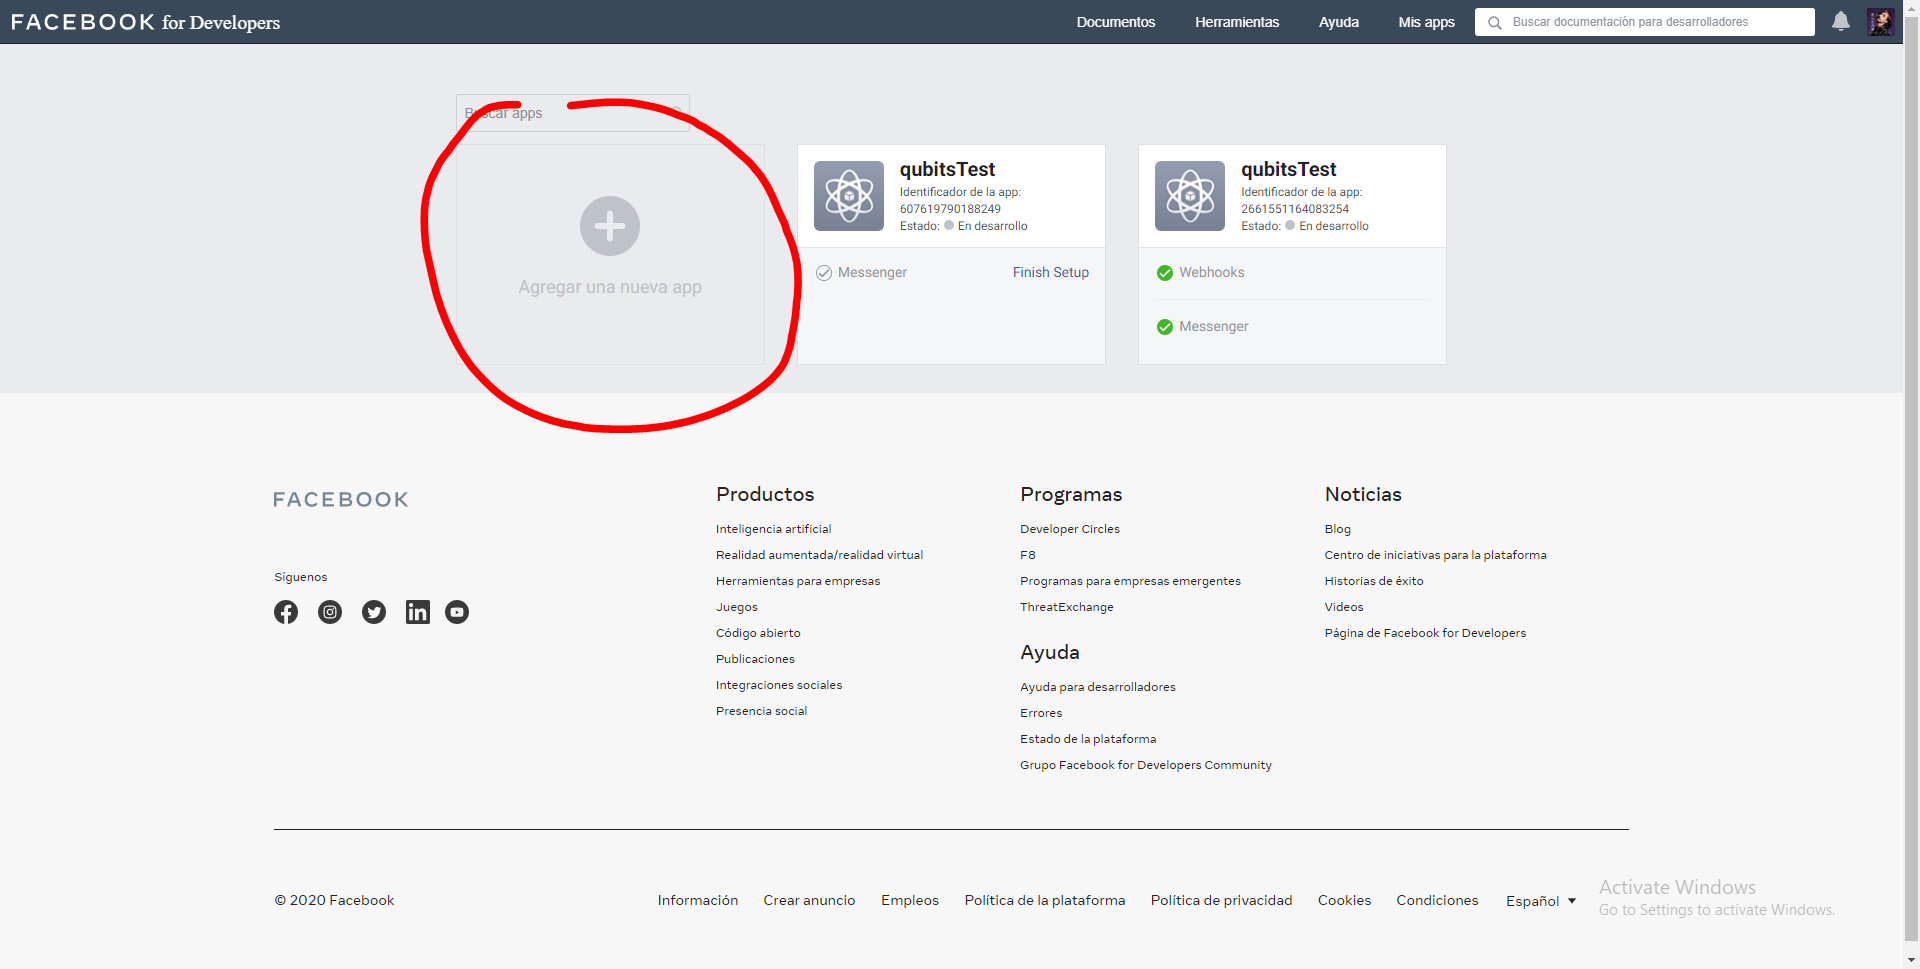 FACEBOOK for Developers
Documentos
Herramientas
Ayuda
Mis apps
Buscar documentación para desarrolladores
Buscar apps
Agregar una nueva app
qubitsTest
Identificador de la app:
607619790188249
Estado: En desarrollo
Messenger
Finish Setup
qubitsTest
Identificador de la app:
2661551164083254
Estado: En desarrollo
Webhooks
Messenger
FACEBOOK
Síguenos
Productos
Inteligencia artificial
Realidad aumentada/realidad virtual
Herramientas para empresas
Juegos
Código abierto
Publicaciones
Integraciones sociales
Presencia social
Programas
Developer Circles
F8
Programas para empresas emergentes
ThreatExchange
Ayuda
Ayuda para desarrolladores
Errores
Estado de la plataforma
Grupo Facebook for Developers Community
Noticias
Blog
Centro de iniciativas para la plataforma
Historias de éxito
Videos
Página de Facebook for Developers
© 2020 Facebook
Información
Crear anuncio
Empleos
Política de la plataforma
Política de privacidad
Cookies
Condiciones
Español
Activate Windows
Go to Settings to activate Windows.